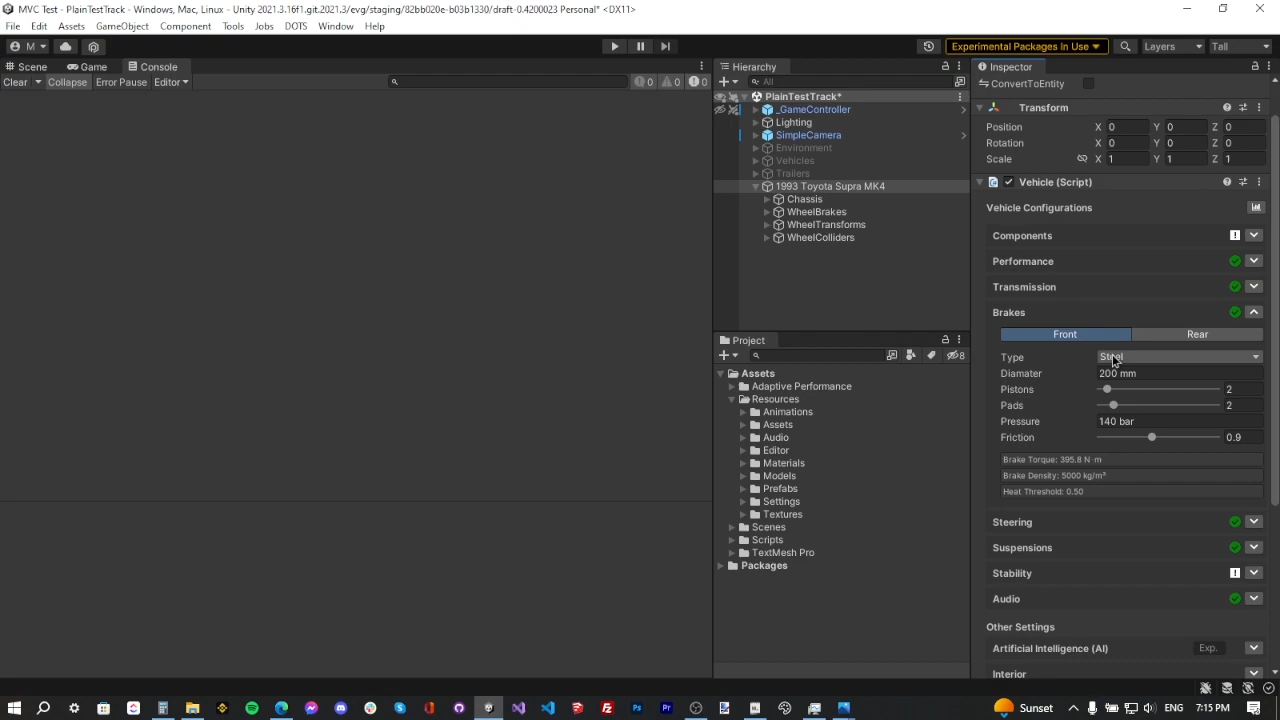 MVC Test - PlainTestTrack - Windows, Mac, Linux - Unity 2021.3.16f1.git.2021.3/evg/staging/82bb020e-b03b1330/draft-0.4200023 Personal* <DX11>
File Edit Assets GameObject Component Tools Jobs DOTS Window Help
M Experimental Packages In Use Layers Tall
Scene Game Console
Clear Collapse Error Pause Editor 0 0 0
Hierarchy
All
PlainTestTrack*
_GameController
Lighting
SimpleCamera
Environment
Vehicles
Trailers
1993 Toyota Supra MK4
Chassis
WheelBrakes
WheelTransforms
WheelColliders
Project
8
Assets
Adaptive Performance
Resources
Animations
Assets
Audio
Editor
Materials
Models
Prefabs
Settings
Textures
Scenes
Scripts
TextMesh Pro
Packages
Inspector
ConvertToEntity
Transform
Position X 0 Y 0 Z 0
Rotation X 0 Y 0 Z 0
Scale X 1 Y 1 Z 1
Vehicle (Script)
Vehicle Configurations
Components
Performance
Transmission
Brakes
Front Rear
Type Steel
Diamater 200 mm
Pistons 2
Pads 2
Pressure 140 bar
Friction 0.9
Brake Torque: 395.8 N·m
Brake Density: 5000 kg/m³
Heat Threshold: 0.50
Steering
Suspensions
Stability
Audio
Other Settings
Artificial Intelligence (AI) Exp.
Interior
Sunset ENG 7:15 PM